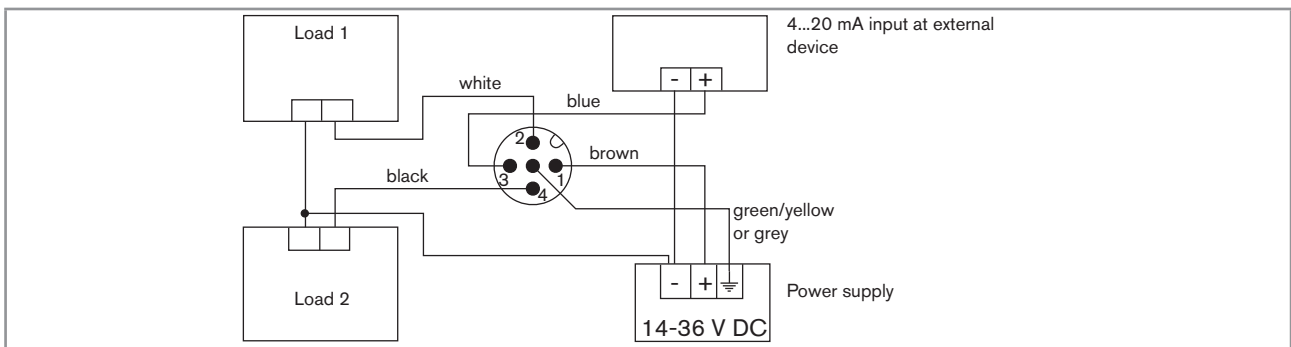 Load 1
4...20 mA input at external
device
- +
white
blue
2
brown
3
1
black
4
green/yellow
or grey
- +
Load 2
Power supply
14-36 V DC